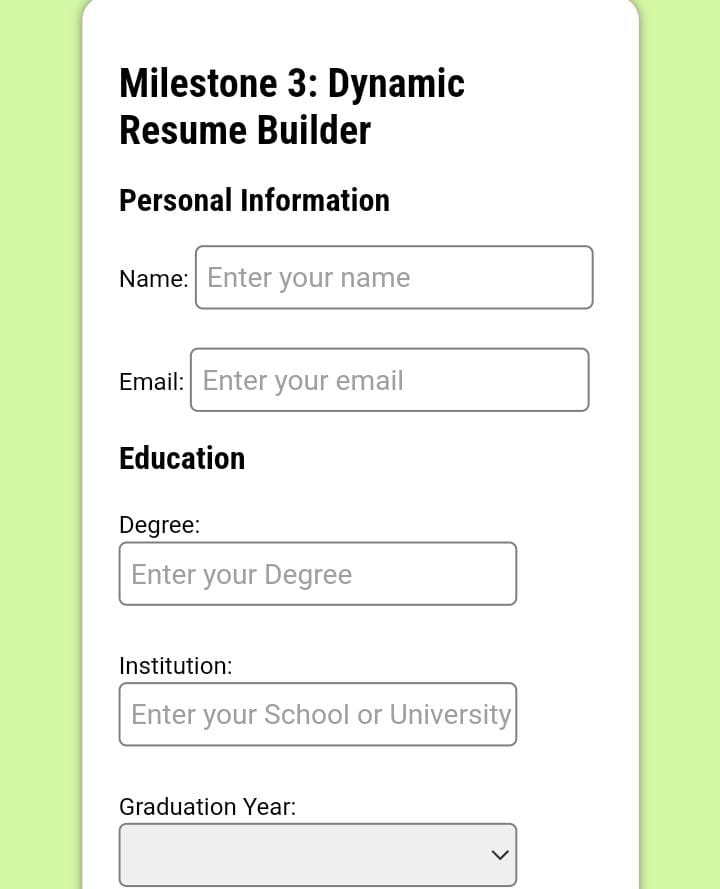 Milestone 3: Dynamic
Resume Builder
Personal Information
Name: Enter your name
Email: Enter your email
Education
Degree:
Enter your Degree
Institution:
Enter your School or University
Graduation Year: